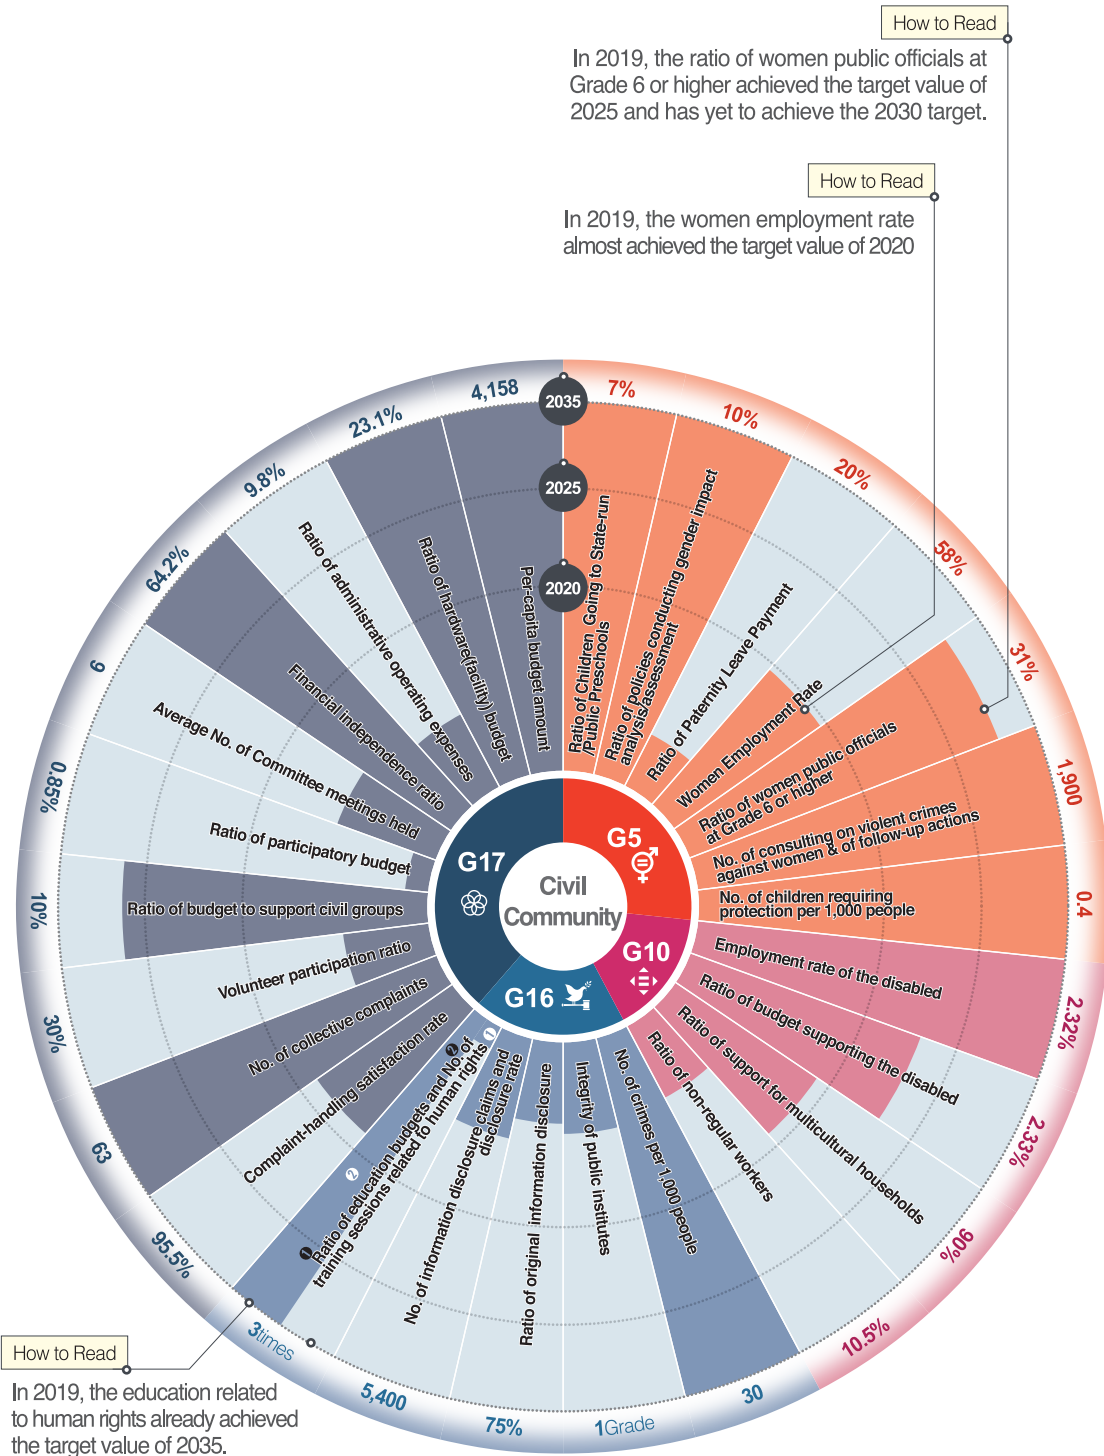 How to Read
In 2019, the ratio of women public officials at
Grade 6 or higher achieved the target value of
2025 and has yet to achieve the 2030 target.
How to Read
In 2019, the women employment rate
almost achieved the target value of 2020
2035
2025
2020
7%
10%
20%
58%
31%
1,900
0.4
2.32%
2.33%
90%
10.5%
30
1Grade
75%
5,400
3times
95.5%
63
30%
10%
0.85%
9
64.2%
9.8%
23.1%
4,158
Ratio of Children Going to State-run
/Public Preschools
Ratio of policies conducting gender impact
analysis/assessment
Ratio of Paternity Leave Payment
Women Employment Rate
Ratio of women public officials
at Grade 6 or higher
No. of consulting on violent crimes
against women & of follow-up actions
No. of children requiring
protection per 1,000 people
Employment rate of the disabled
Ratio of budget supporting the disabled
Ratio of support for multicultural households
Ratio of non-regular workers
No. of crimes per 1,000 people
Integrity of public institutes
Ratio of original information disclosure
No. of information disclosure claims and
disclosure rate
❶Ratio of education budgets and ❷No. of
training sessions related to human rights
①
②
Complaint-handling satisfaction rate
No. of collective complaints
Volunteer participation ratio
Ratio of budget to support civil groups
Ratio of participatory budget
Average No. of Committee meetings held
Financial independence ratio
Ratio of administrative operating expenses
Ratio of hardware(facility) budget
Per-capita budget amount
G5
G10
G16
G17
Civil
Community
How to Read
In 2019, the education related
to human rights already achieved
the target value of 2035.